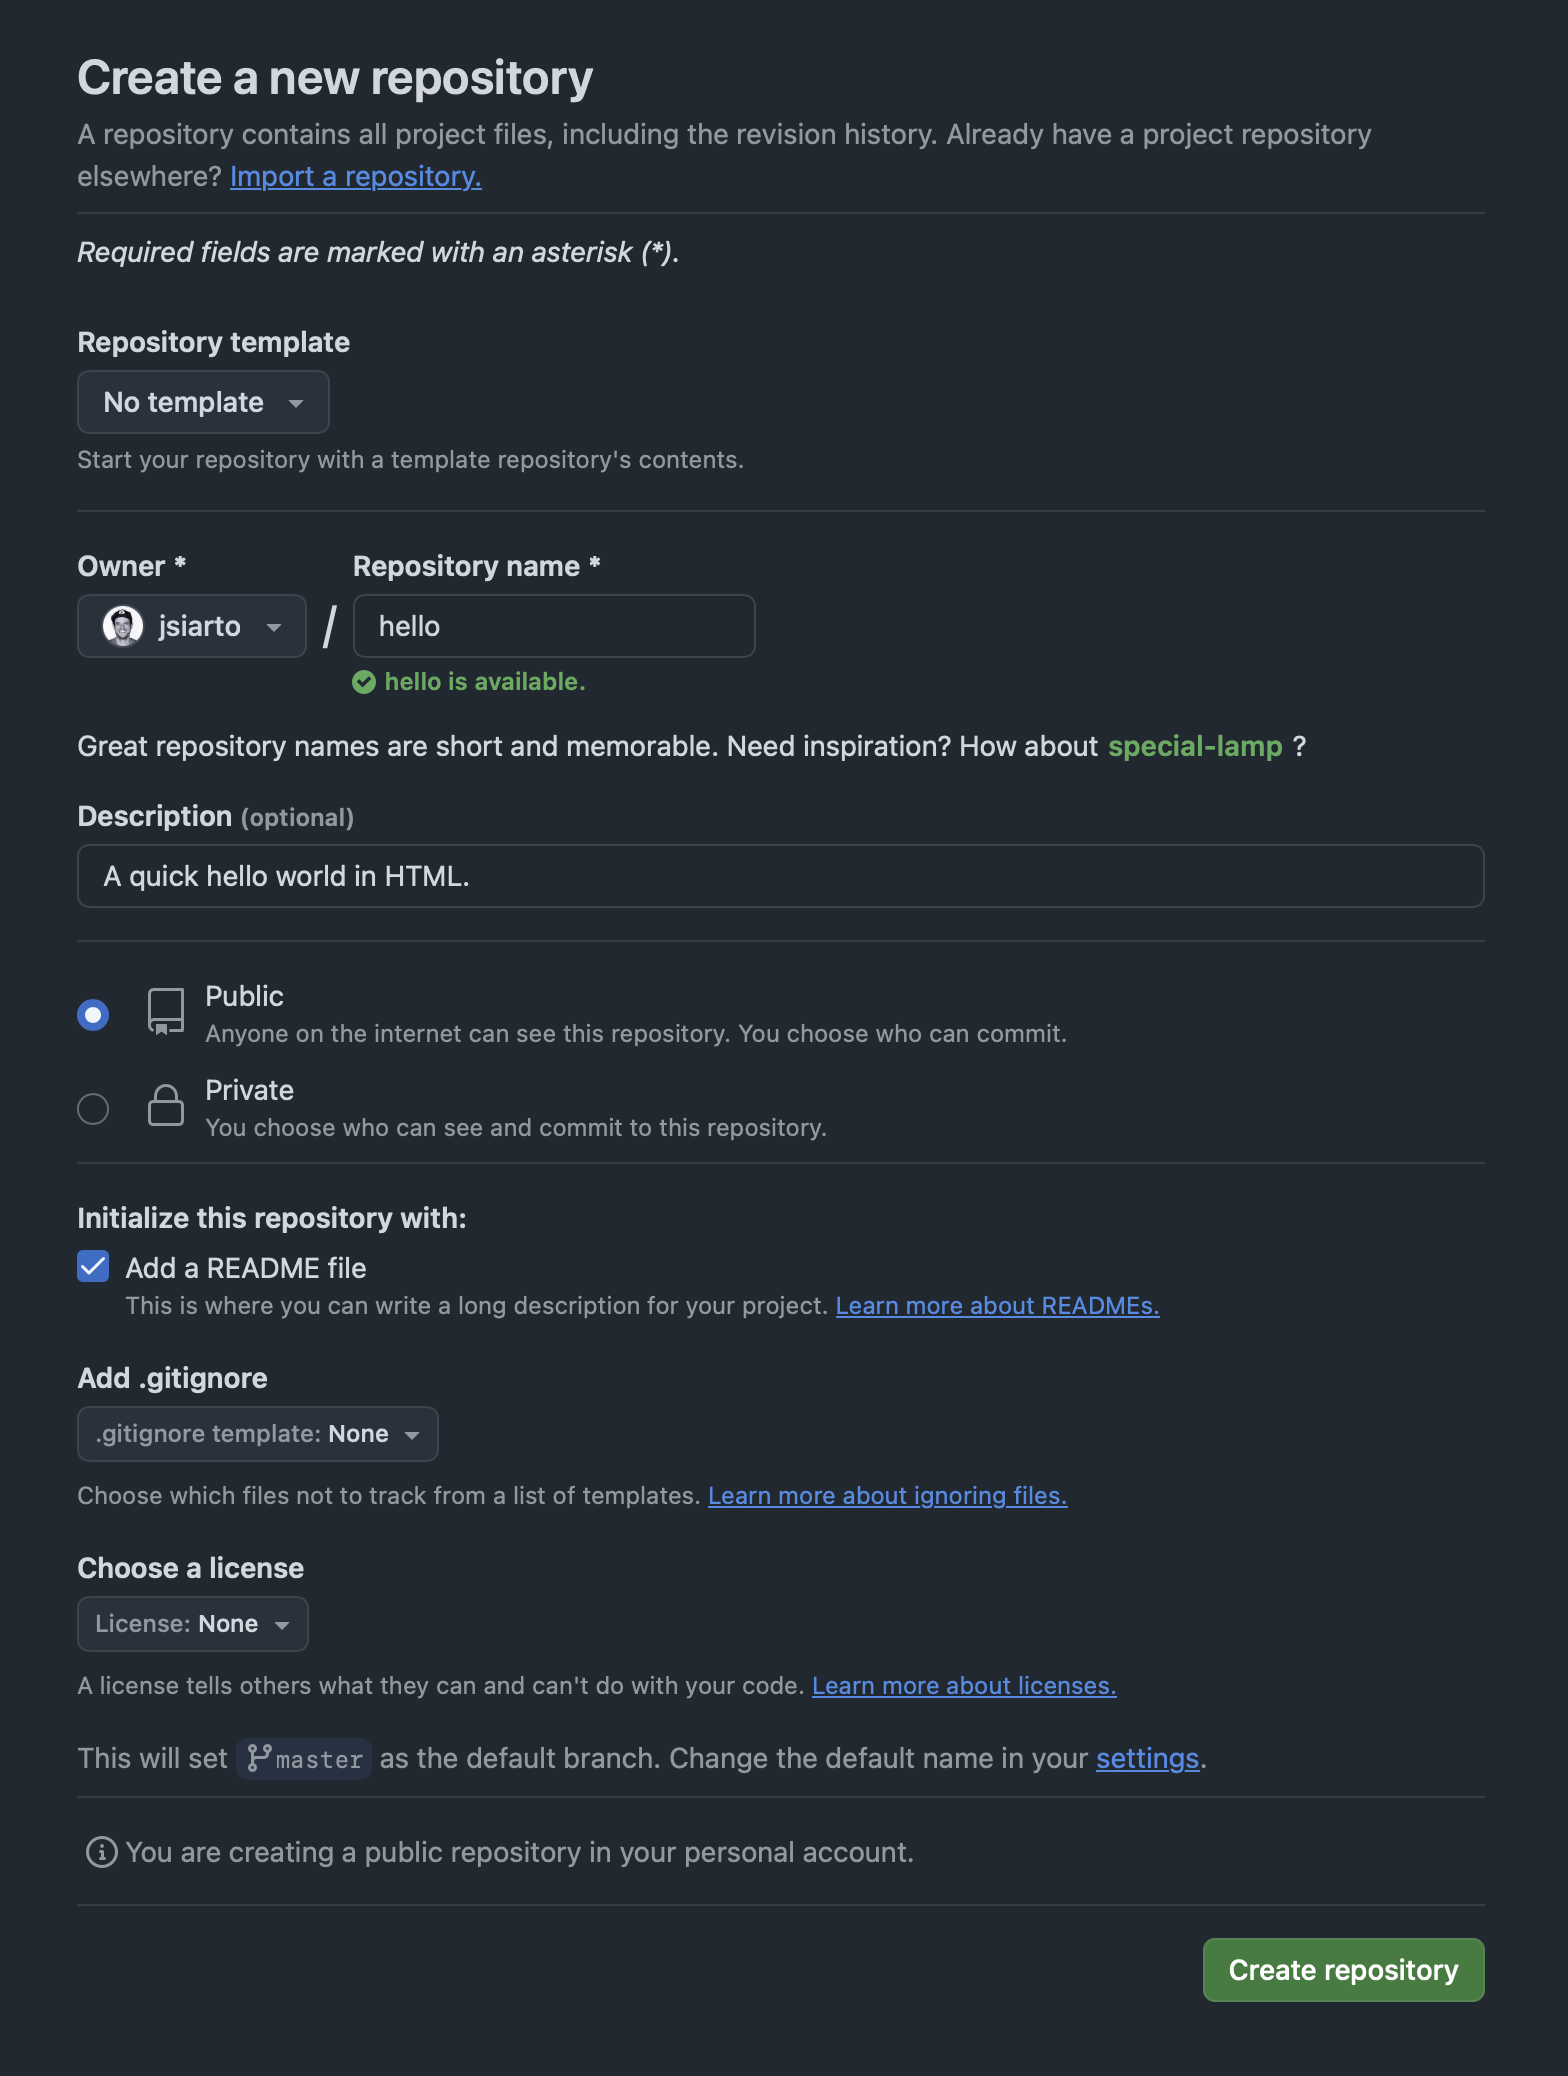 Create a new repository
A repository contains all project files, including the revision history. Already have a project repository
elsewhere? Import a repository.
Required fields are marked with an asterisk (*).
Repository template
No template
Start your repository with a template repository's contents.
Owner * Repository name *
jsiarto / hello
hello is available.
Great repository names are short and memorable. Need inspiration? How about special-lamp ?
Description (optional)
A quick hello world in HTML.
Public
Anyone on the internet can see this repository. You choose who can commit.
Private
You choose who can see and commit to this repository.
Initialize this repository with:
Add a README file
This is where you can write a long description for your project. Learn more about READMEs.
Add .gitignore
.gitignore template: None
Choose which files not to track from a list of templates. Learn more about ignoring files.
Choose a license
License: None
A license tells others what they can and can't do with your code. Learn more about licenses.
This will set master as the default branch. Change the default name in your settings.
You are creating a public repository in your personal account.
Create repository